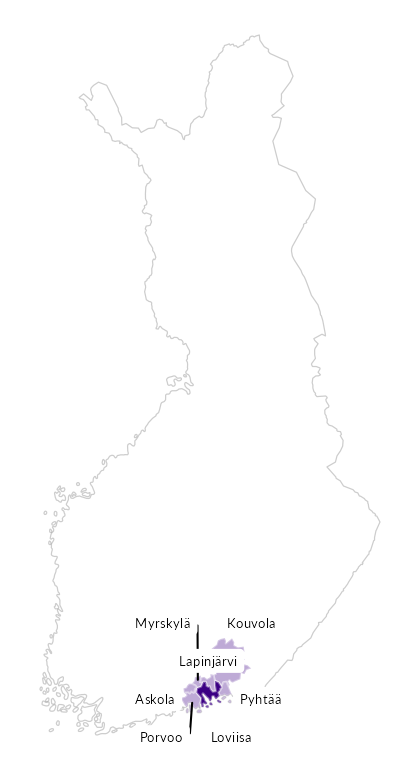 Myrskylä
Kouvola
Lapinjärvi
Askola
Pyhtää
Porvoo
Loviisa